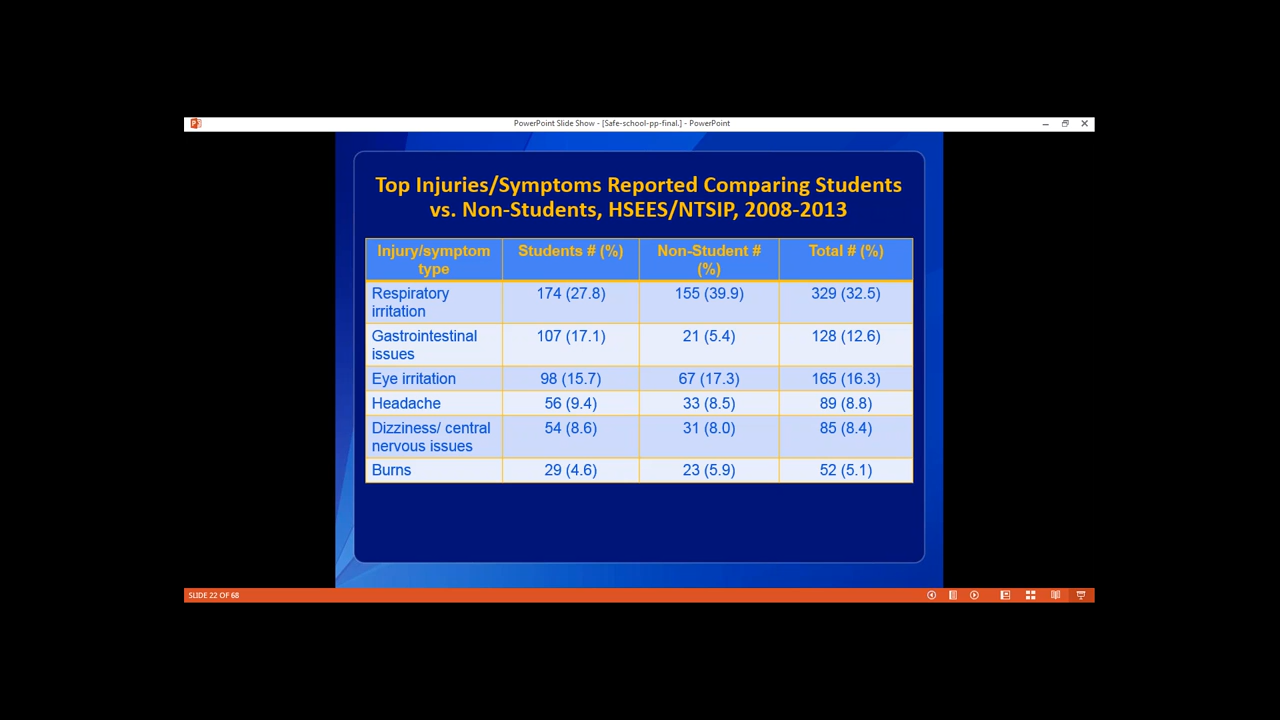 PowerPoint Slide Show - [Safe-school-pp-final.] - PowerPoint
Top Injuries/Symptoms Reported Comparing Students
vs. Non-Students, HSEES/NTSIP, 2008-2013
Injury/symptom type Students # (%) Non-Student # (%) Total # (%)
Respiratory irritation 174 (27.8) 155 (39.9) 329 (32.5)
Gastrointestinal issues 107 (17.1) 21 (5.4) 128 (12.6)
Eye irritation 98 (15.7) 67 (17.3) 165 (16.3)
Headache 56 (9.4) 33 (8.5) 89 (8.8)
Dizziness/ central nervous issues 54 (8.6) 31 (8.0) 85 (8.4)
Burns 29 (4.6) 23 (5.9) 52 (5.1)
SLIDE 22 OF 68